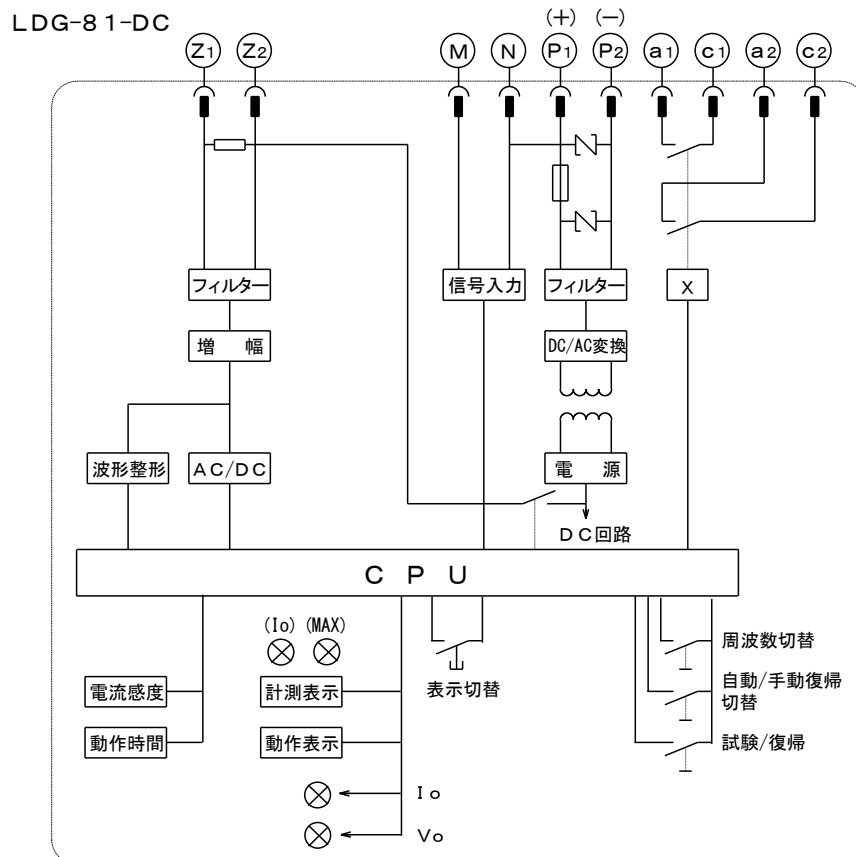 LDG-81-DC
(+) (−)
Z1 Z2 M N P1 P2 a1 c1 a2 c2
フィルター 信号入力 フィルター X
増 幅 DC/AC変換
波形整形 AC/DC 電 源
DC回路
CPU
(Io) (MAX)
周波数切替
電流感度 計測表示 表示切替 自動/手動復帰
切替
動作時間 動作表示 試験/復帰
Io
Vo